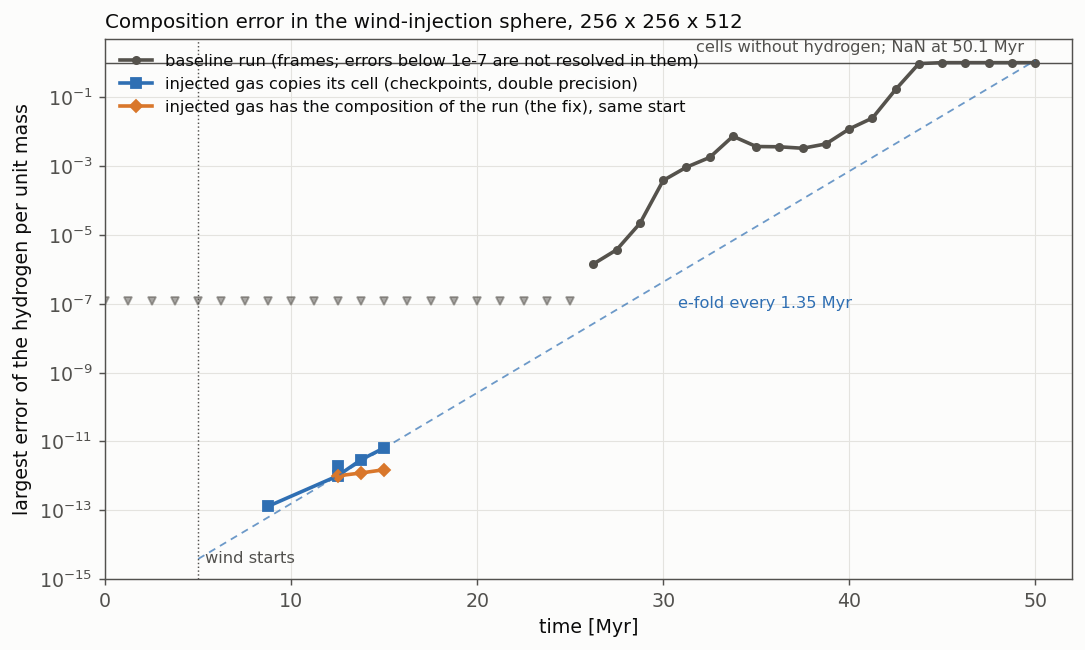 Composition error in the wind-injection sphere, 256 x 256 x 512
cells without hydrogen; NaN at 50.1 Myr
baseline run (frames; errors below 1e-7 are not resolved in them)
injected gas copies its cell (checkpoints, double precision)
injected gas has the composition of the run (the fix), same start
largest error of the hydrogen per unit mass
10⁻¹
10⁻³
10⁻⁵
10⁻⁷
10⁻⁹
10⁻¹¹
10⁻¹³
10⁻¹⁵
e-fold every 1.35 Myr
wind starts
0 10 20 30 40 50
time [Myr]